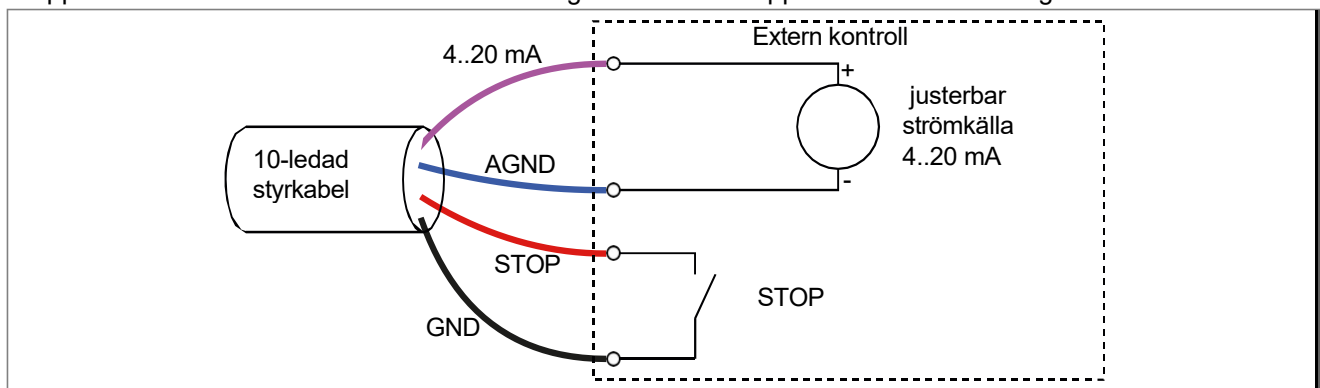 Extern kontroll
4..20 mA
+
justerbar
strömkälla
4..20 mA
-
10-ledad
styrkabel
AGND
STOP
STOP
GND